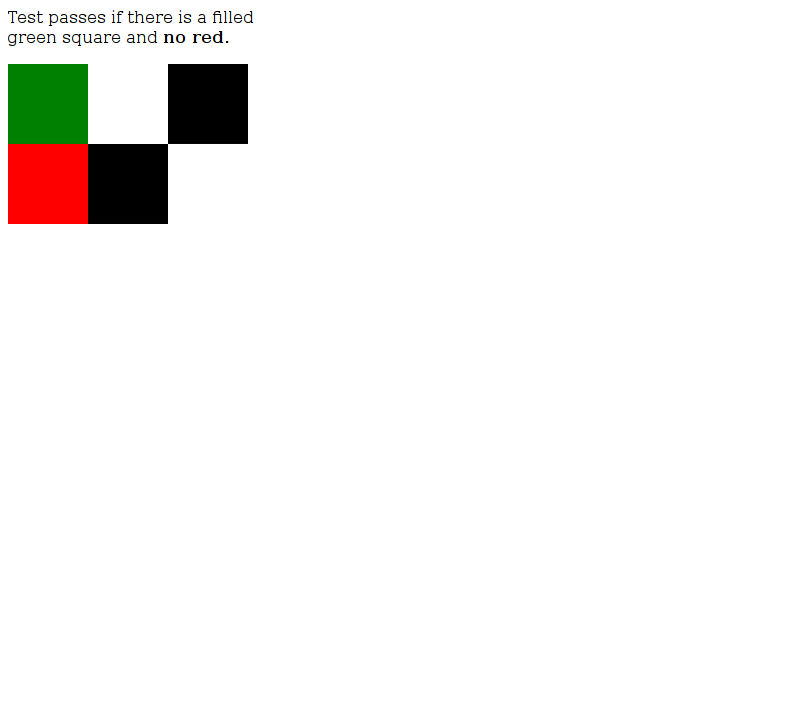 Test passes if there is a filled
green square and no red.